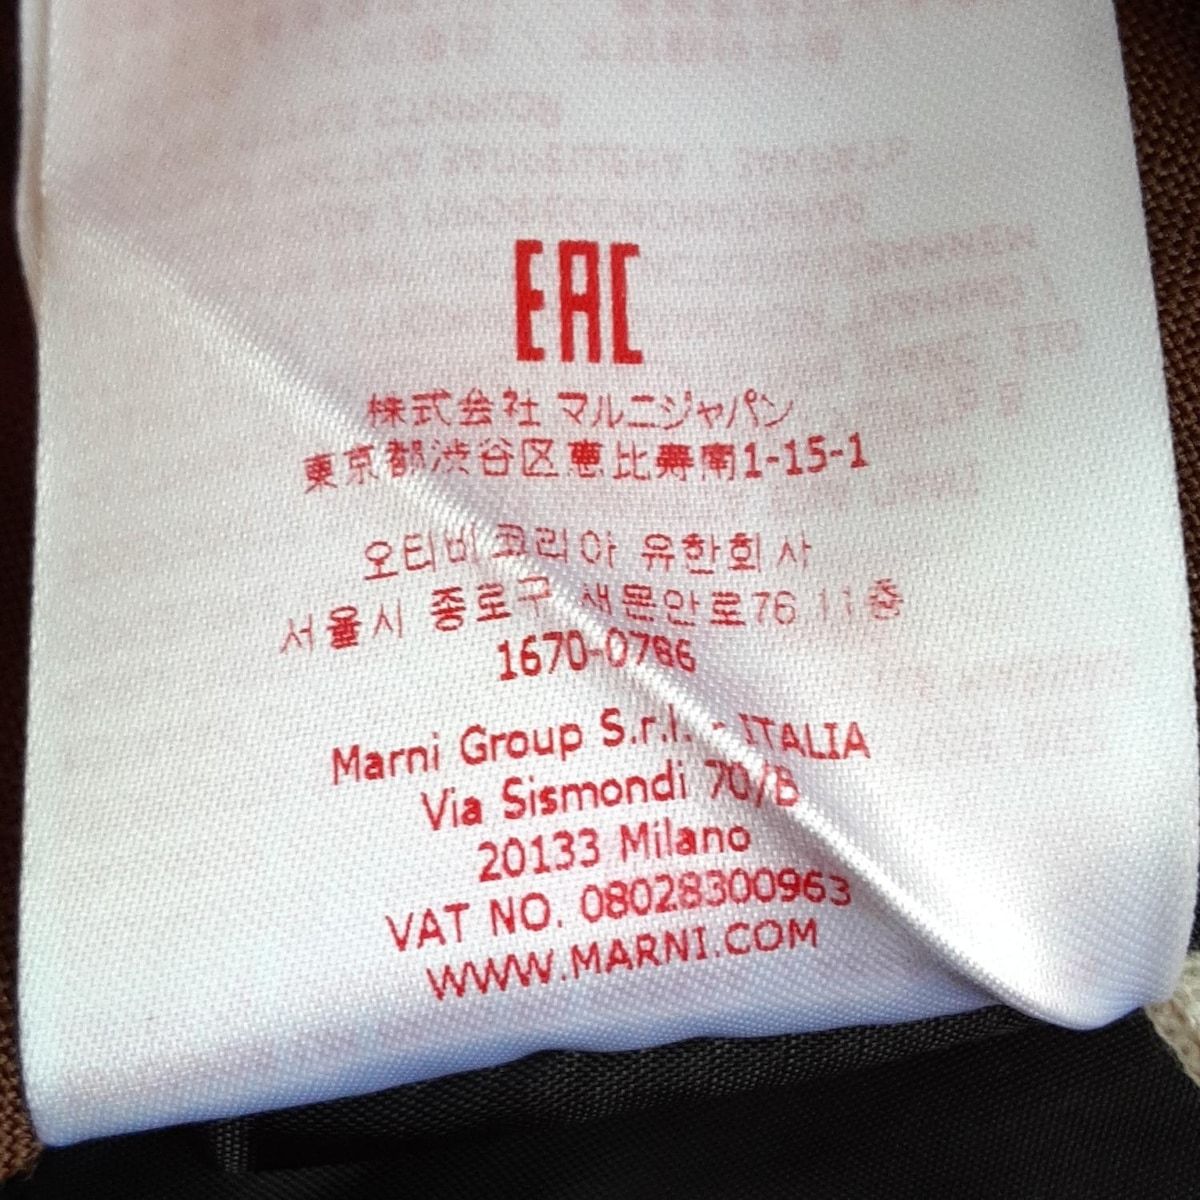 EAC
株式会社 マルニジャパン
東京都渋谷区恵比寿南1-15-1
오티비코리아 유한회사
서울시 종로구 새문안로76 11층
1670-0786
Marni Group S.r.l. - ITALIA
Via Sismondi 70/B
20133 Milano
VAT NO. 08028300963
WWW.MARNI.COM